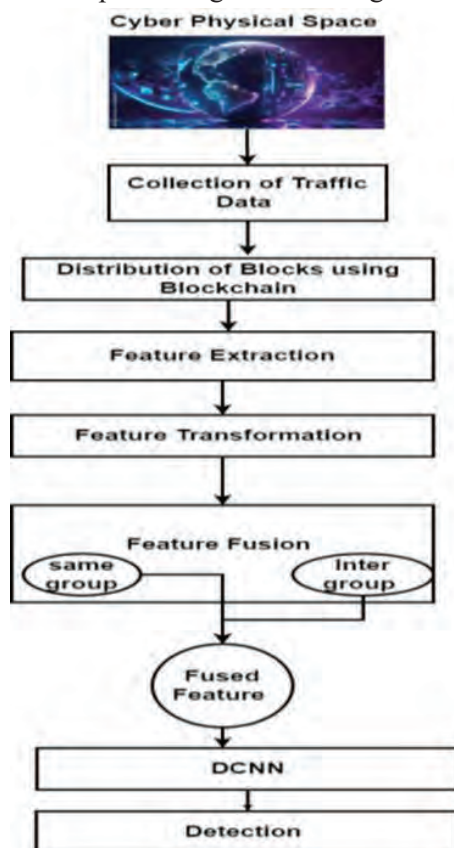 Cyber Physical Space
Collection of Traffic
Data
Distribution of Blocks using
Blockchain
Feature Extraction
Feature Transformation
Feature Fusion
same
group
Inter
group
Fused
Feature
DCNN
Detection